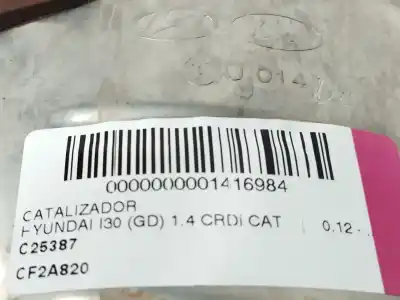 0000000001416984
CATALIZADOR
HYUNDAI I30 (GD) 1.4 CRDI CAT | 0.12 -
C25387
CF2A820